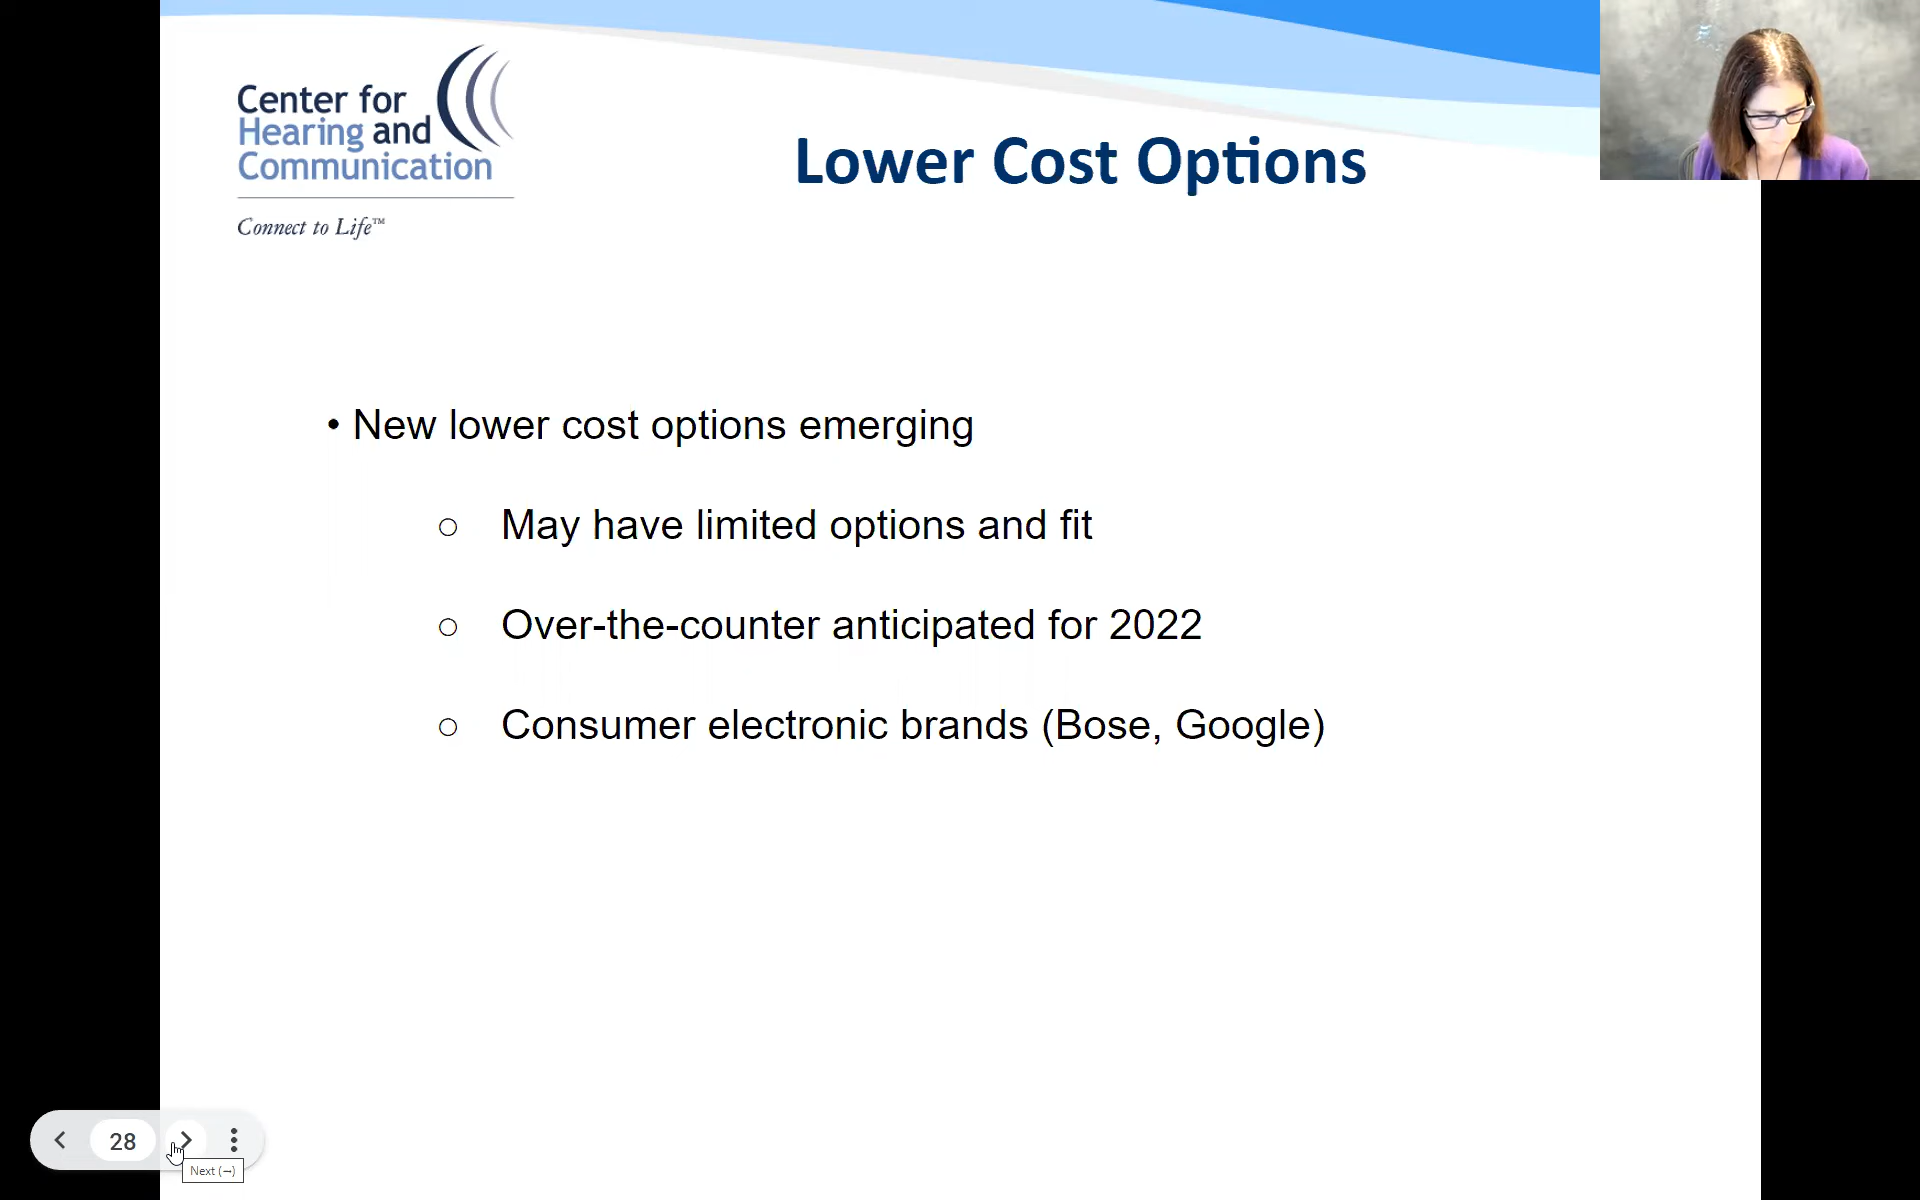 Center for
Hearing and
Communication
Connect to Life™
Lower Cost Options
• New lower cost options emerging
○ May have limited options and fit
○ Over-the-counter anticipated for 2022
○ Consumer electronic brands (Bose, Google)
28
Next (→)